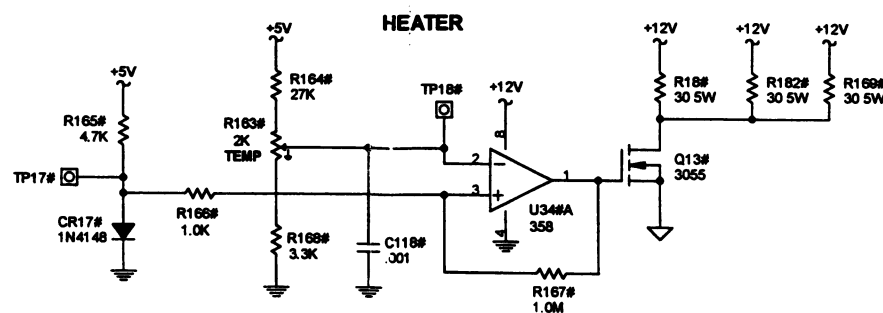 HEATER
+5V
R165#
4.7K
TP17#
CR17#
1N4148
R166#
1.0K
+5V
R164#
27K
R163#
2K
TEMP
R168#
3.3K
C118#
.001
TP18#
+12V
8
2
-
3
+
4
1
U34#A
358
R167#
1.0M
+12V
R18#
30 5W
+12V
R182#
30 5W
+12V
R169#
30 5W
Q13#
3055